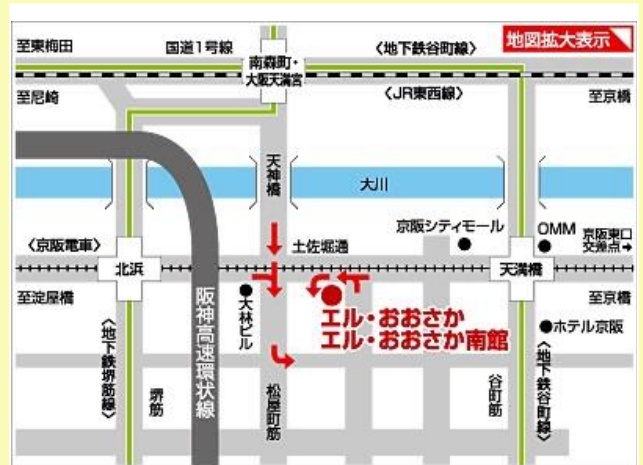 至東梅田
国道1号線
〈地下鉄谷町線〉
地図拡大表示
南森町・
大阪天満宮
至尼崎
〈JR東西線〉
至京橋
天神橋
大川
京阪シティモール
OMM
京阪東口
交差点→
〈京阪電車〉
土佐堀通
北浜
天満橋
至淀屋橋
大林ビル
至京橋
エル・おおさか
エル・おおさか南館
ホテル京阪
阪神高速環状線
〈地下鉄堺筋線〉
堺筋
松屋町筋
谷町筋
〈地下鉄谷町線〉